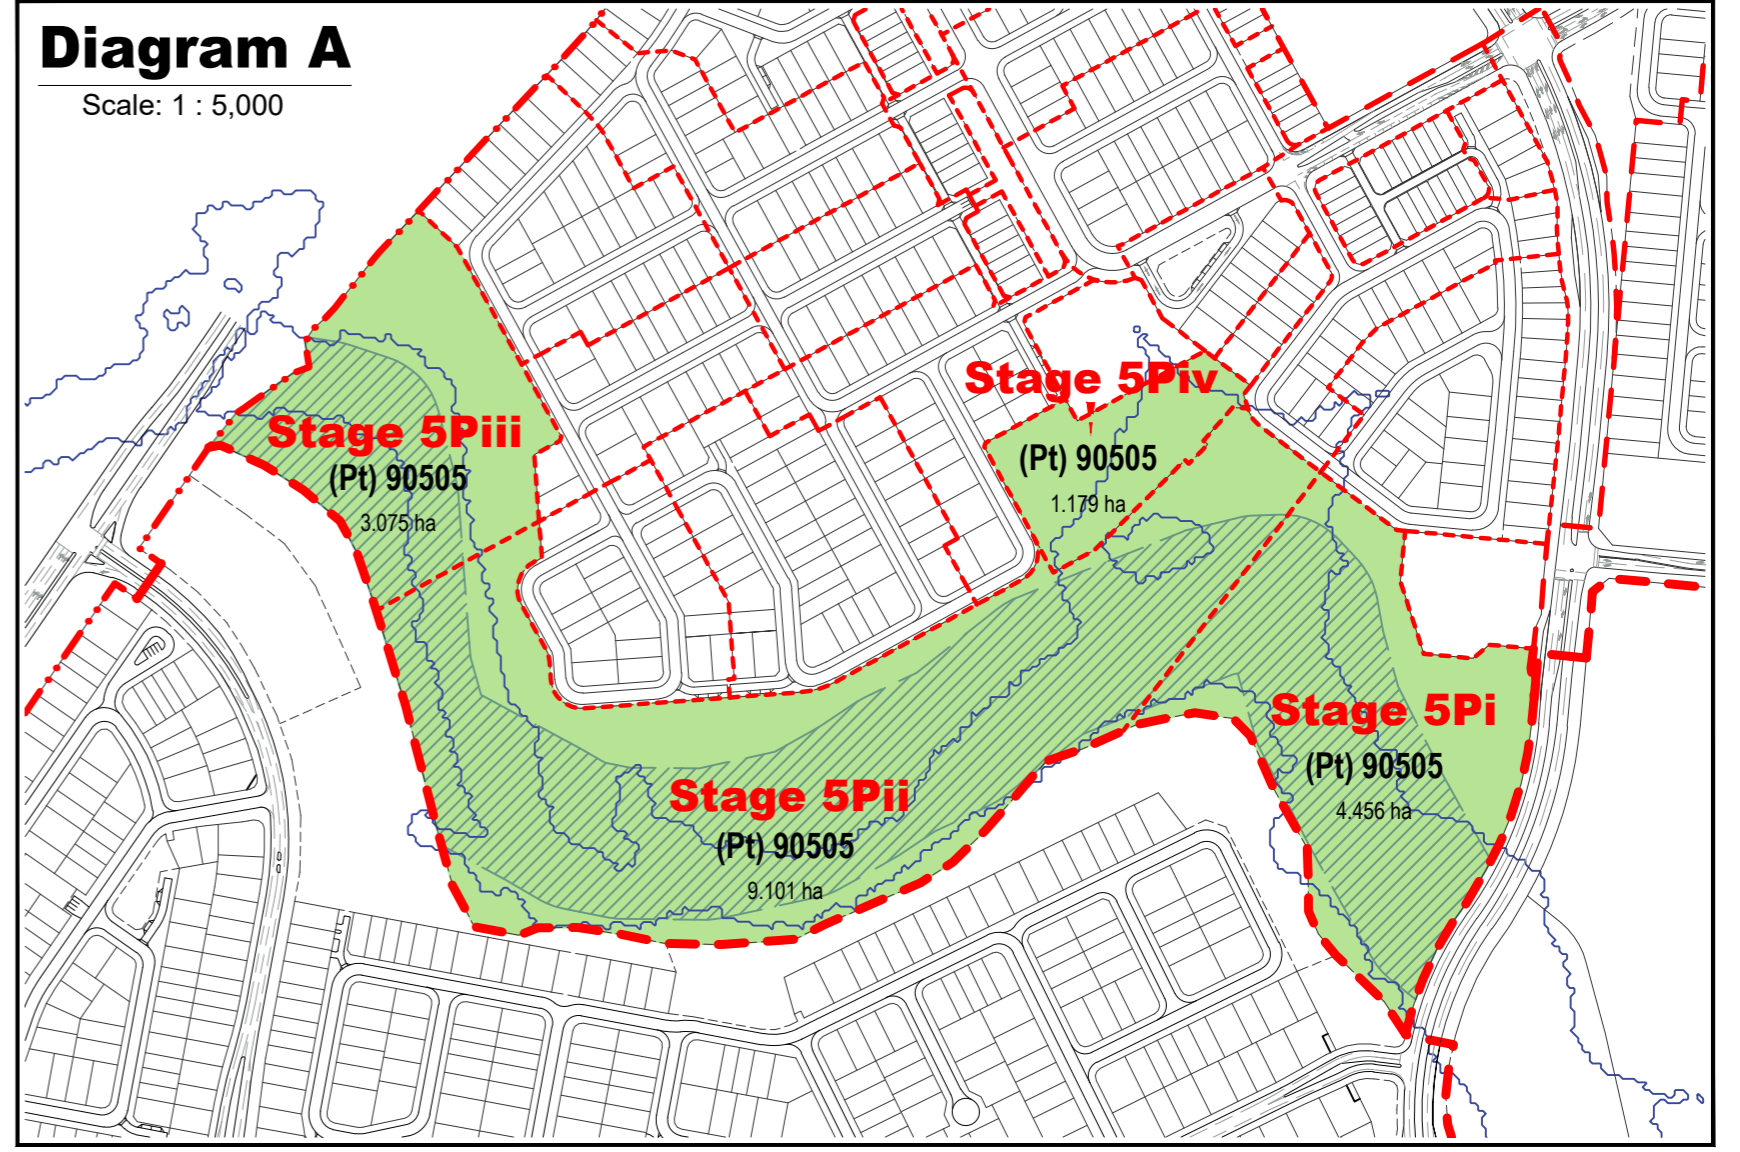 Diagram A
Scale: 1 : 5,000
Stage 5Piv
(Pt) 90505
1.179 ha
Stage 5Piii
(Pt) 90505
3.075 ha
Stage 5Pi
(Pt) 90505
4.456 ha
Stage 5Pii
(Pt) 90505
9.101 ha